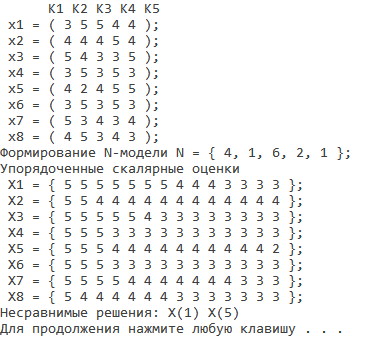 K1 K2 K3 K4 K5
x1 = ( 3 5 5 4 4 );
x2 = ( 4 4 4 5 4 );
x3 = ( 5 4 3 3 5 );
x4 = ( 3 5 3 5 3 );
x5 = ( 4 2 4 5 5 );
x6 = ( 3 5 3 5 3 );
x7 = ( 5 3 4 3 4 );
x8 = ( 4 5 3 4 3 );
Формирование N-модели N = { 4, 1, 6, 2, 1 };
Упорядоченные скалярные оценки
X1 = { 5 5 5 5 5 5 5 4 4 4 3 3 3 3 };
X2 = { 5 5 4 4 4 4 4 4 4 4 4 4 4 4 };
X3 = { 5 5 5 5 5 4 3 3 3 3 3 3 3 3 };
X4 = { 5 5 5 3 3 3 3 3 3 3 3 3 3 3 };
X5 = { 5 5 5 4 4 4 4 4 4 4 4 4 4 2 };
X6 = { 5 5 5 3 3 3 3 3 3 3 3 3 3 3 };
X7 = { 5 5 5 5 4 4 4 4 4 4 4 3 3 3 };
X8 = { 5 4 4 4 4 4 4 3 3 3 3 3 3 3 };
Несравнимые решения: X(1) X(5)
Для продолжения нажмите любую клавишу . . .